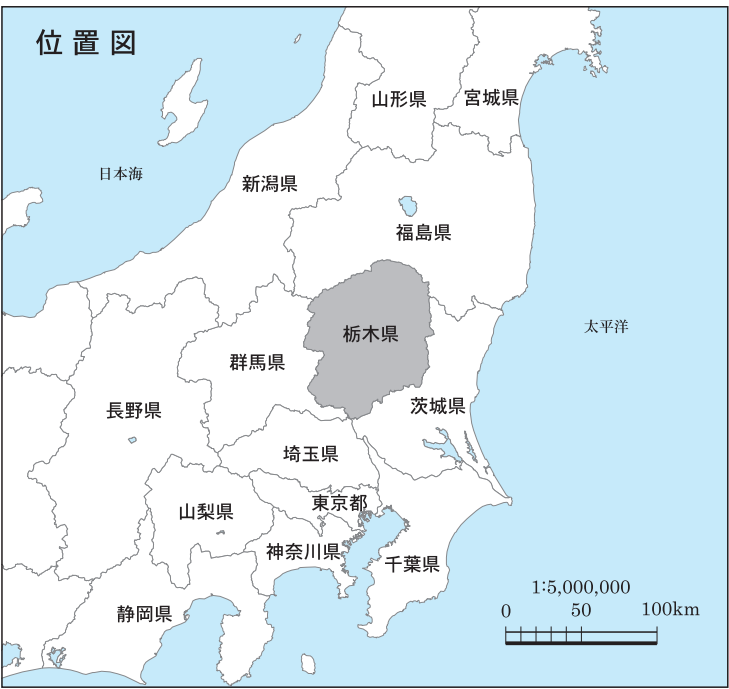 位置図
山形県
宮城県
日本海
新潟県
福島県
太平洋
栃木県
群馬県
長野県
茨城県
埼玉県
東京都
山梨県
神奈川県
千葉県
1:5,000,000
0 50 100km
静岡県